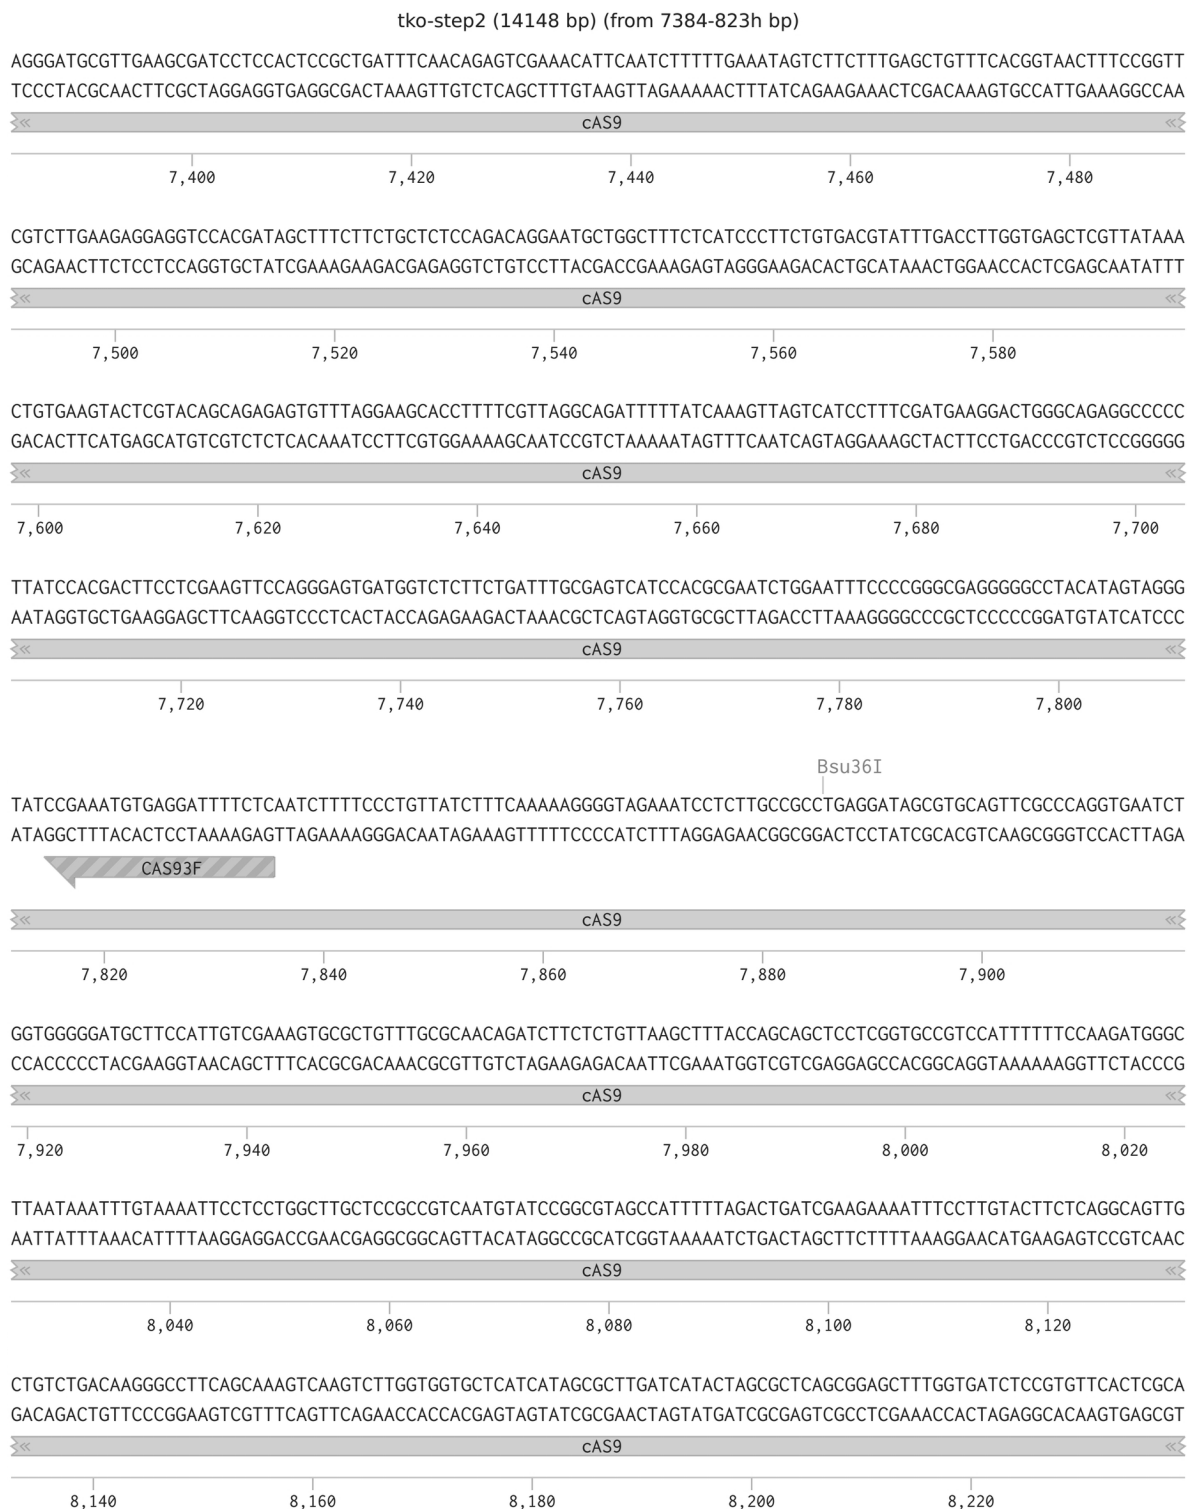 tko-step2 (14148 bp) (from 7384-823h bp)
AGGGATGCGTTGAAGCGATCCTCCACTCCGCTGATTTCAACAGAGTCGAAACATTCAATCTTTTTGAAATAGTCTTCTTTGAGCTGTTTCACGGTAACTTTCCGGTT
TCCCTACGCAACTTCGCTAGGAGGTGAGGCGACTAAAGTTGTCTCAGCTTTGTAAGTTAGAAAAACTTTATCAGAAGAAACTCGACAAAGTGCCATTGAAAGGCCAA
cAS9
7,400 7,420 7,440 7,460 7,480
CGTCTTGAAGAGGAGGTCCACGATAGCTTTCTTCTGCTCTCCAGACAGGAATGCTGGCTTTCTCATCCCTTCTGTGACGTATTTGACCTTGGTGAGCTCGTTATAAA
GCAGAACTTCTCCTCCAGGTGCTATCGAAAGAAGACGAGAGGTCTGTCCTTACGACCGAAAGAGTAGGGAAGACACTGCATAAACTGGAACCACTCGAGCAATATTT
cAS9
7,500 7,520 7,540 7,560 7,580
CTGTGAAGTACTCGTACAGCAGAGAGTGTTTAGGAAGCACCTTTTCGTTAGGCAGATTTTTATCAAAGTTAGTCATCCTTTCGATGAAGGACTGGGCAGAGGCCCCC
GACACTTCATGAGCATGTCGTCTCTCACAAATCCTTCGTGGAAAAGCAATCCGTCTAAAAATAGTTTCAATCAGTAGGAAAGCTACTTCCTGACCCGTCTCCGGGGG
cAS9
7,600 7,620 7,640 7,660 7,680 7,700
TTATCCACGACTTCCTCGAAGTTCCAGGGAGTGATGGTCTCTTCTGATTTGCGAGTCATCCACGCGAATCTGGAATTTCCCCGGGCGAGGGGGCCTACATAGTAGGG
AATAGGTGCTGAAGGAGCTTCAAGGTCCCTCACTACCAGAGAAGACTAAACGCTCAGTAGGTGCGCTTAGACCTTAAAGGGGCCCGCTCCCCCGGATGTATCATCCC
cAS9
7,720 7,740 7,760 7,780 7,800
Bsu36I
TATCCGAAATGTGAGGATTTTCTCAATCTTTTCCCTGTTATCTTTCAAAAAGGGGTAGAAATCCTCTTGCCGCCTGAGGATAGCGTGCAGTTCGCCCAGGTGAATCT
ATAGGCTTTACACTCCTAAAAGAGTTAGAAAAGGGACAATAGAAAGTTTTTCCCCATCTTTAGGAGAACGGCGGACTCCTATCGCACGTCAAGCGGGTCCACTTAGA
CAS93F
cAS9
7,820 7,840 7,860 7,880 7,900
GGTGGGGGATGCTTCCATTGTCGAAAGTGCGCTGTTTGCGCAACAGATCTTCTCTGTTAAGCTTTACCAGCAGCTCCTCGGTGCCGTCCATTTTTTCCAAGATGGGC
CCACCCCCTACGAAGGTAACAGCTTTCACGCGACAAACGCGTTGTCTAGAAGAGACAATTCGAAATGGTCGTCGAGGAGCCACGGCAGGTAAAAAAGGTTCTACCCG
cAS9
7,920 7,940 7,960 7,980 8,000 8,020
TTAATAAATTTGTAAAATTCCTCCTGGCTTGCTCCGCCGTCAATGTATCCGGCGTAGCCATTTTTAGACTGATCGAAGAAAATTTCCTTGTACTTCTCAGGCAGTTG
AATTATTTAAACATTTTAAGGAGGACCGAACGAGGCGGCAGTTACATAGGCCGCATCGGTAAAAATCTGACTAGCTTCTTTTAAAGGAACATGAAGAGTCCGTCAAC
cAS9
8,040 8,060 8,080 8,100 8,120
CTGTCTGACAAGGGCCTTCAGCAAAGTCAAGTCTTGGTGGTGCTCATCATAGCGCTTGATCATACTAGCGCTCAGCGGAGCTTTGGTGATCTCCGTGTTCACTCGCA
GACAGACTGTTCCCGGAAGTCGTTTCAGTTCAGAACCACCACGAGTAGTATCGCGAACTAGTATGATCGCGAGTCGCCTCGAAACCACTAGAGGCACAAGTGAGCGT
cAS9
8,140 8,160 8,180 8,200 8,220